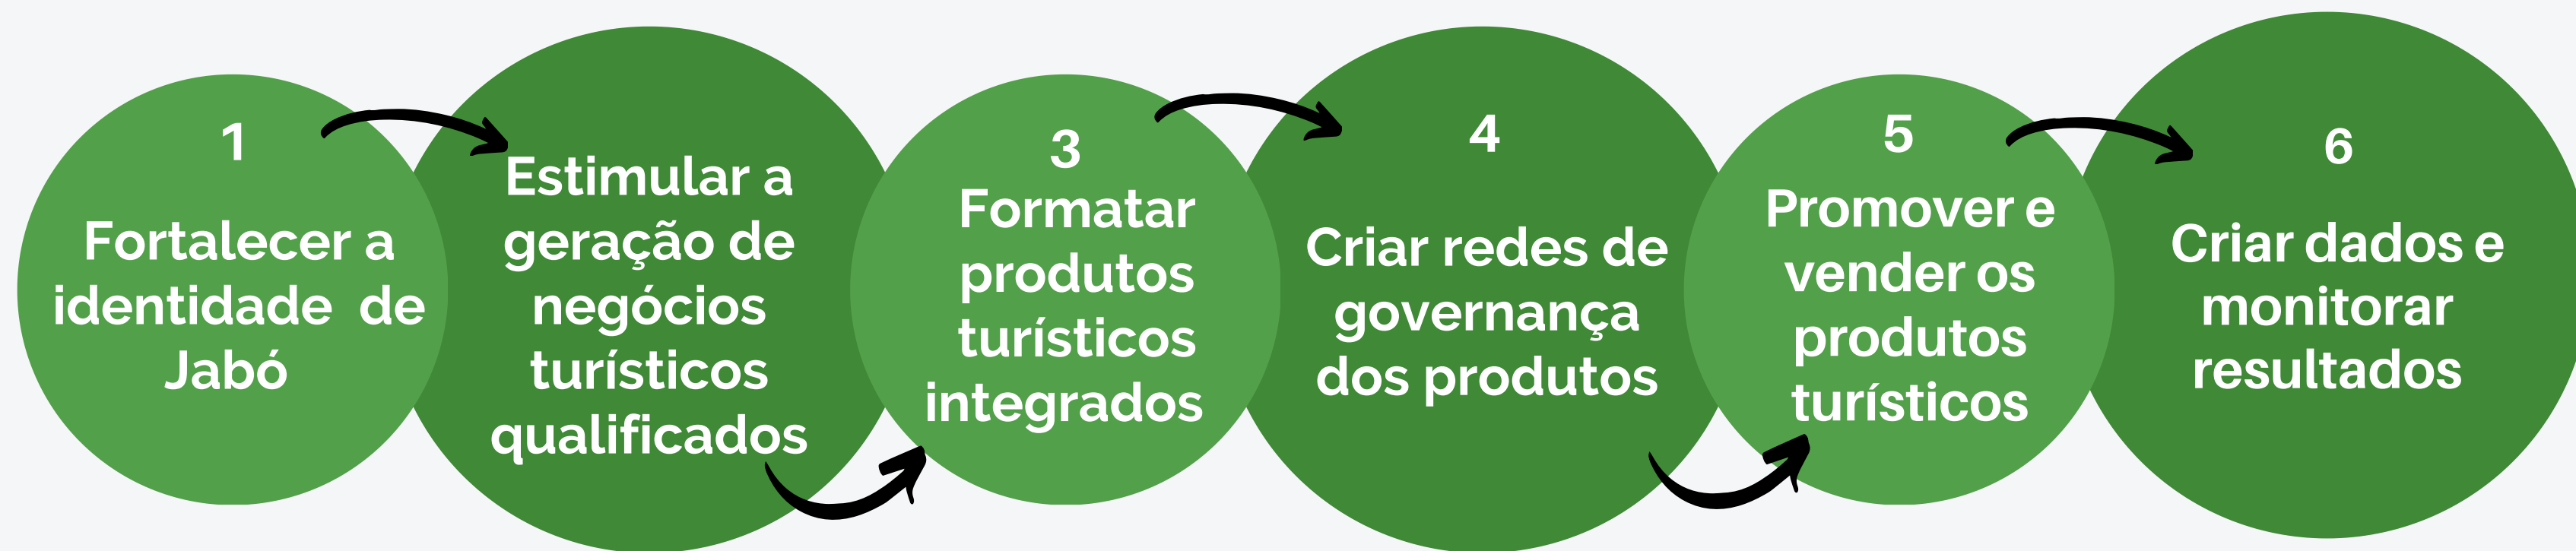 1
Fortalecer a
identidade de
Jabó
Estimular a
geração de
negócios
turísticos
qualificados
3
Formatar
produtos
turísticos
integrados
4
Criar redes de
governança
dos produtos
5
Promover e
vender os
produtos
turísticos
6
Criar dados e
monitorar
resultados